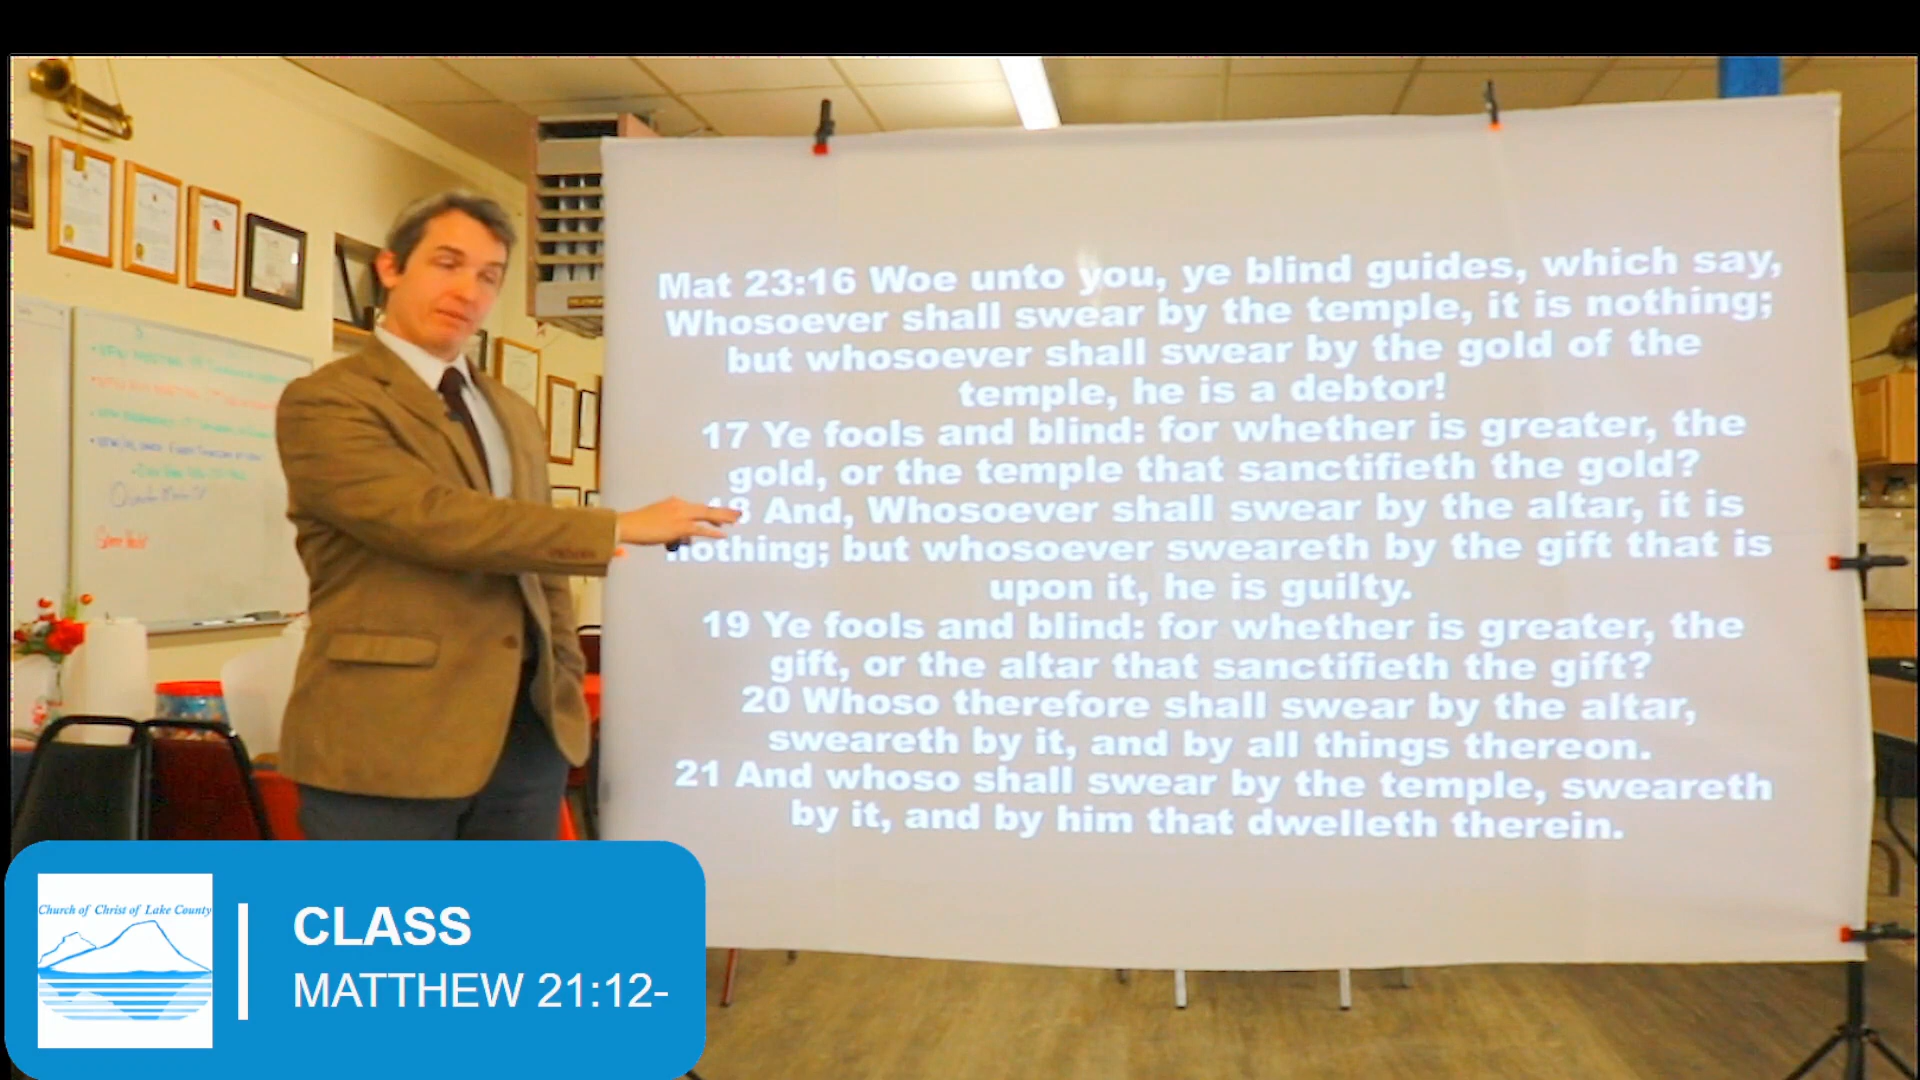 Mat 23:16 Woe unto you, ye blind guides, which say,
Whosoever shall swear by the temple, it is nothing;
but whosoever shall swear by the gold of the
temple, he is a debtor!
17 Ye fools and blind: for whether is greater, the
gold, or the temple that sanctifieth the gold?
18 And, Whosoever shall swear by the altar, it is
nothing; but whosoever sweareth by the gift that is
upon it, he is guilty.
19 Ye fools and blind: for whether is greater, the
gift, or the altar that sanctifieth the gift?
20 Whoso therefore shall swear by the altar,
sweareth by it, and by all things thereon.
21 And whoso shall swear by the temple, sweareth
by it, and by him that dwelleth therein.
Church of Christ of Lake County
CLASS
MATTHEW 21:12-